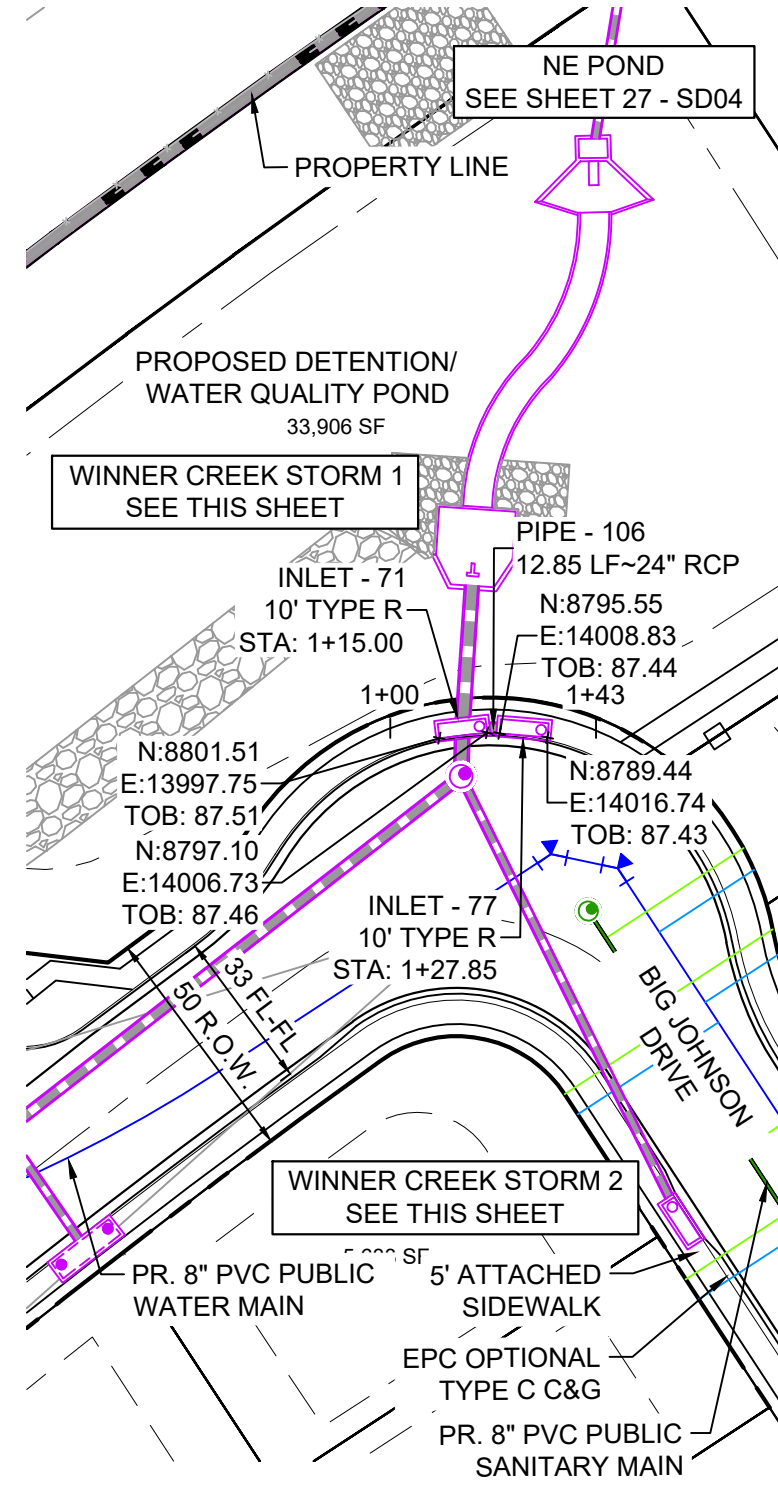 NE POND
SEE SHEET 27 - SD04
PROPERTY LINE
PROPOSED DETENTION/
WATER QUALITY POND
33,906 SF
WINNER CREEK STORM 1
SEE THIS SHEET
PIPE - 106
12.85 LF~24" RCP
INLET - 71
10' TYPE R
STA: 1+15.00
N:8795.55
E:14008.83
TOB: 87.44
1+00
1+43
N:8801.51
E:13997.75
TOB: 87.51
N:8797.10
E:14006.73
TOB: 87.46
N:8789.44
E:14016.74
TOB: 87.43
INLET - 77
10' TYPE R
STA: 1+27.85
33 FL-FL
50 R.O.W.
BIG JOHNSON
DRIVE
WINNER CREEK STORM 2
SEE THIS SHEET
SF
PR. 8" PVC PUBLIC
WATER MAIN
5' ATTACHED
SIDEWALK
EPC OPTIONAL
TYPE C C&G
PR. 8" PVC PUBLIC
SANITARY MAIN